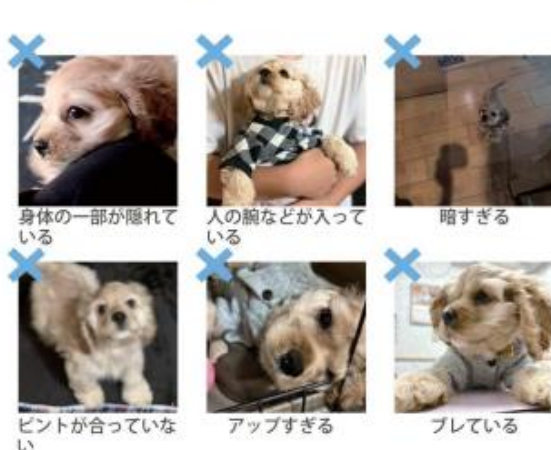 身体の一部が隠れて
いる
人の腕などが入って
いる
暗すぎる
ピントが合っていな
い
アップすぎる
ブレている